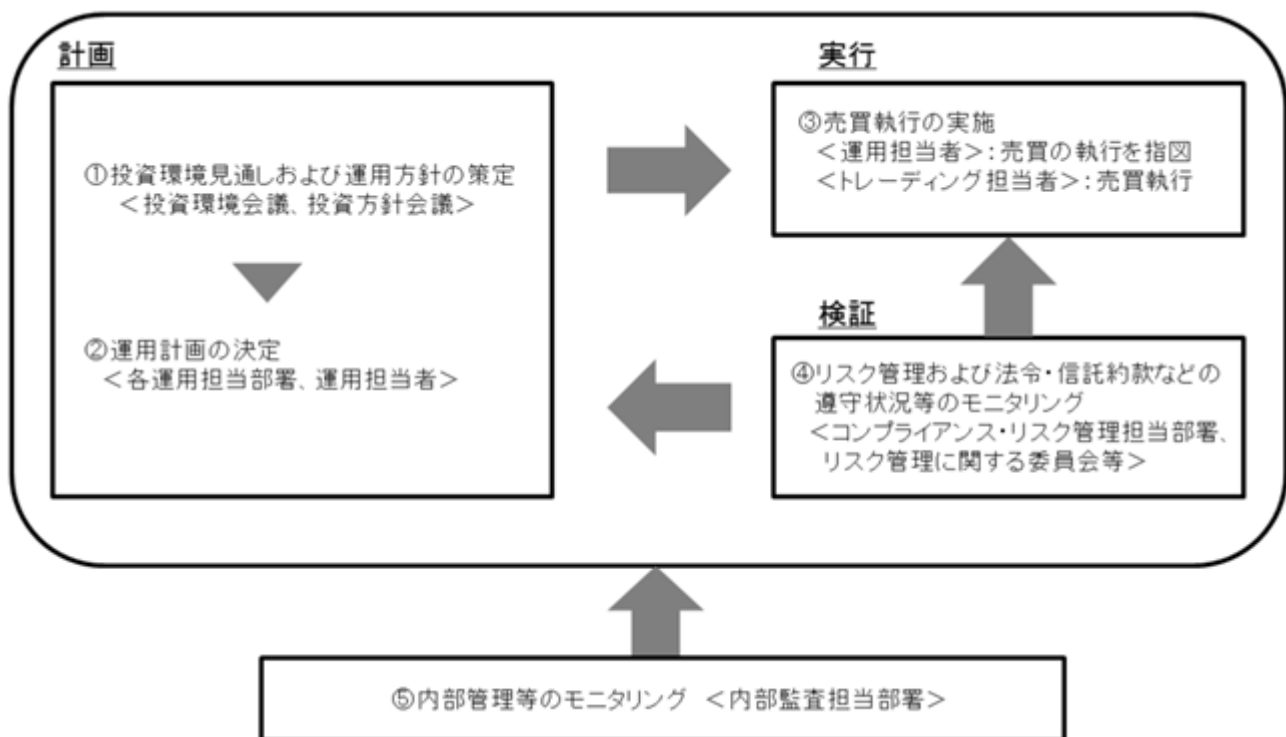 計画
①投資環境見通しおよび運用方針の策定
＜投資環境会議、投資方針会議＞
②運用計画の決定
＜各運用担当部署、運用担当者＞
実行
③売買執行の実施
＜運用担当者＞：売買の執行を指図
＜トレーディング担当者＞：売買執行
検証
④リスク管理および法令・信託約款などの
遵守状況等のモニタリング
＜コンプライアンス・リスク管理担当部署、
リスク管理に関する委員会等＞
⑤内部管理等のモニタリング ＜内部監査担当部署＞